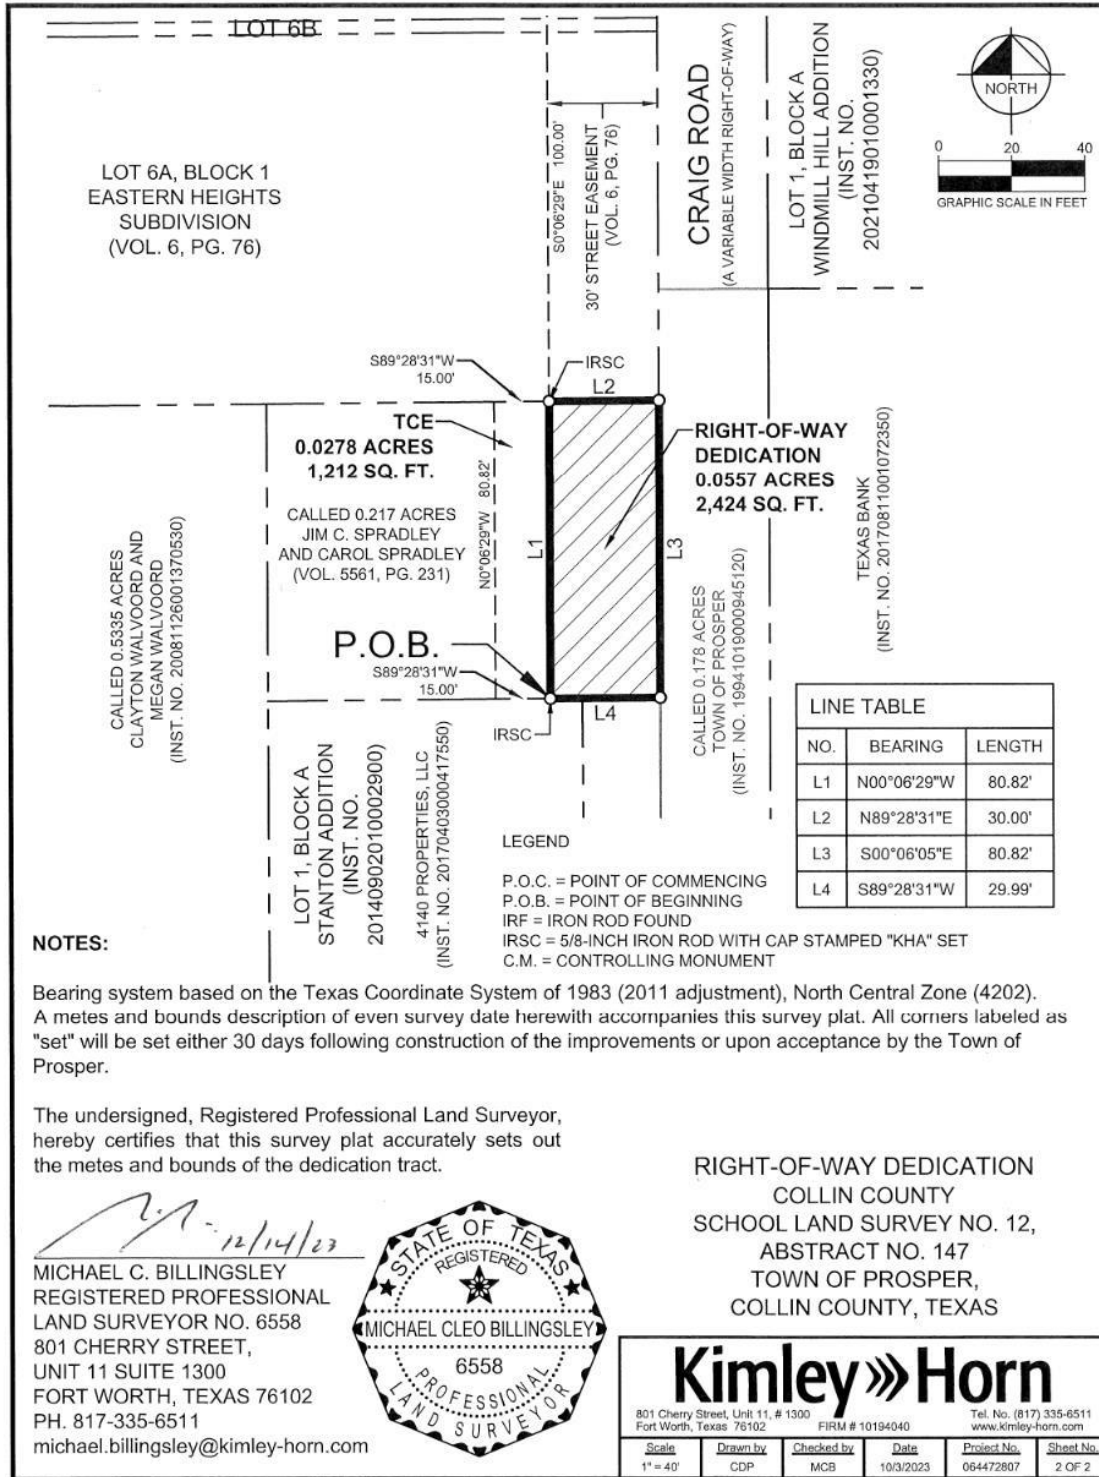 LOT 6B
LOT 6A, BLOCK 1
EASTERN HEIGHTS
SUBDIVISION
(VOL. 6, PG. 76)
S0°06'29"E 100.00'
30' STREET EASEMENT
(VOL. 6, PG. 76)
CRAIG ROAD
(A VARIABLE WIDTH RIGHT-OF-WAY)
LOT 1, BLOCK A
WINDMILL HILL ADDITION
(INST. NO.
20210419010001330)
NORTH
0 20 40
GRAPHIC SCALE IN FEET
S89°28'31"W
15.00'
IRSC
L2
TCE
0.0278 ACRES
1,212 SQ. FT.
CALLED 0.217 ACRES
JIM C. SPRADLEY
AND CAROL SPRADLEY
(VOL. 5561, PG. 231)
N0°06'29"W 80.82'
L1
L3
RIGHT-OF-WAY
DEDICATION
0.0557 ACRES
2,424 SQ. FT.
TEXAS BANK
(INST. NO. 20170811001072350)
CALLED 0.5335 ACRES
CLAYTON WALVOORD AND
MEGAN WALVOORD
(INST. NO. 20081126001370530)
P.O.B.
S89°28'31"W
15.00'
IRSC
L4
CALLED 0.178 ACRES
TOWN OF PROSPER
(INST. NO. 19941019000945120)
LOT 1, BLOCK A
STANTON ADDITION
(INST. NO.
20140902010002900)
4140 PROPERTIES, LLC
(INST. NO. 20170403000417550)
LINE TABLE
NO. BEARING LENGTH
L1 N00°06'29"W 80.82'
L2 N89°28'31"E 30.00'
L3 S00°06'05"E 80.82'
L4 S89°28'31"W 29.99'
LEGEND
P.O.C. = POINT OF COMMENCING
P.O.B. = POINT OF BEGINNING
IRF = IRON ROD FOUND
IRSC = 5/8-INCH IRON ROD WITH CAP STAMPED "KHA" SET
C.M. = CONTROLLING MONUMENT
NOTES:
Bearing system based on the Texas Coordinate System of 1983 (2011 adjustment), North Central Zone (4202).
A metes and bounds description of even survey date herewith accompanies this survey plat. All corners labeled as
"set" will be set either 30 days following construction of the improvements or upon acceptance by the Town of
Prosper.
The undersigned, Registered Professional Land Surveyor,
hereby certifies that this survey plat accurately sets out
the metes and bounds of the dedication tract.
12/14/23
MICHAEL C. BILLINGSLEY
REGISTERED PROFESSIONAL
LAND SURVEYOR NO. 6558
801 CHERRY STREET,
UNIT 11 SUITE 1300
FORT WORTH, TEXAS 76102
PH. 817-335-6511
michael.billingsley@kimley-horn.com
STATE OF TEXAS
REGISTERED
MICHAEL CLEO BILLINGSLEY
6558
PROFESSIONAL
LAND SURVEYOR
RIGHT-OF-WAY DEDICATION
COLLIN COUNTY
SCHOOL LAND SURVEY NO. 12,
ABSTRACT NO. 147
TOWN OF PROSPER,
COLLIN COUNTY, TEXAS
Kimley»Horn
801 Cherry Street, Unit 11, # 1300 Tel. No. (817) 335-6511
Fort Worth, Texas 76102 FIRM # 10194040 www.kimley-horn.com
Scale Drawn by Checked by Date Project No. Sheet No.
1" = 40' CDP MCB 10/3/2023 064472807 2 OF 2